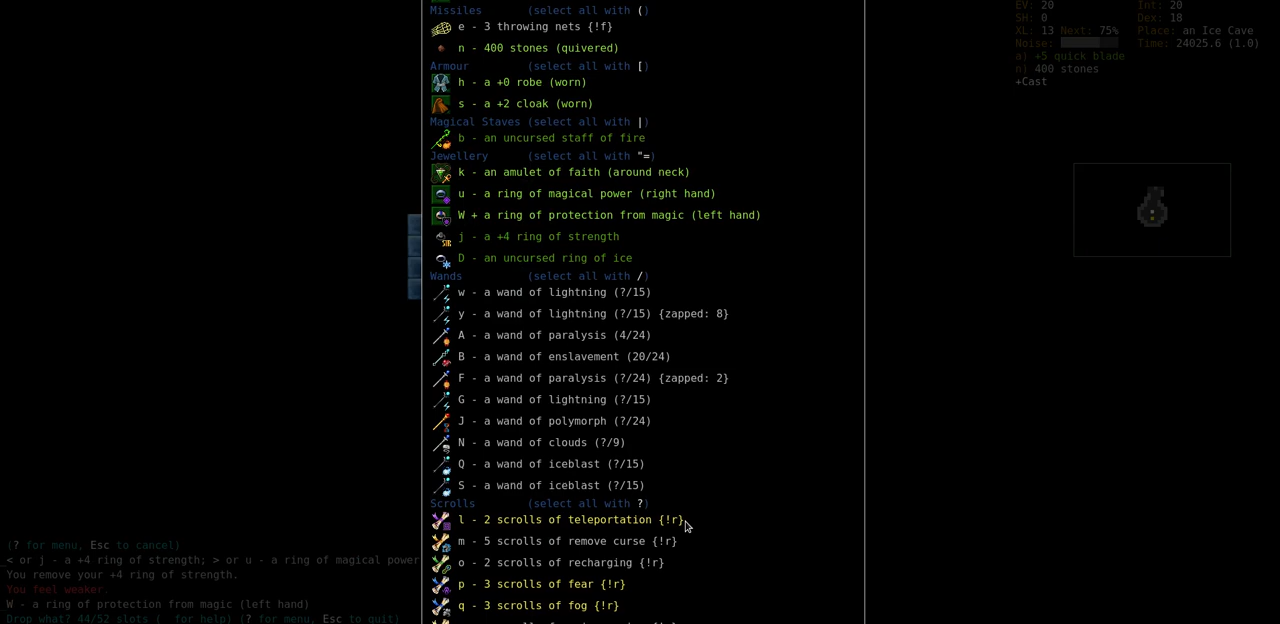 Missiles (select all with ()
e - 3 throwing nets {!f}
n - 400 stones (quivered)
Armour (select all with [)
h - a +0 robe (worn)
s - a +2 cloak (worn)
Magical Staves (select all with |)
b - an uncursed staff of fire
Jewellery (select all with "=)
k - an amulet of faith (around neck)
u - a ring of magical power (right hand)
W + a ring of protection from magic (left hand)
j - a +4 ring of strength
D - an uncursed ring of ice
Wands (select all with /)
w - a wand of lightning (?/15)
y - a wand of lightning (?/15) {zapped: 8}
A - a wand of paralysis (4/24)
B - a wand of enslavement (20/24)
F - a wand of paralysis (?/24) {zapped: 2}
G - a wand of lightning (?/15)
J - a wand of polymorph (?/24)
N - a wand of clouds (?/9)
Q - a wand of iceblast (?/15)
S - a wand of iceblast (?/15)
Scrolls (select all with ?)
l - 2 scrolls of teleportation {!r}
m - 5 scrolls of remove curse {!r}
o - 2 scrolls of recharging {!r}
p - 3 scrolls of fear {!r}
q - 3 scrolls of fog {!r}
EV: 20 Int: 20
SH: 0 Dex: 18
XL: 13 Next: 75% Place: an Ice Cave
Noise: Time: 24025.6 (1.0)
a) +5 quick blade
n) 400 stones
+Cast
(? for menu, Esc to cancel)
_< or j - a +4 ring of strength; > or u - a ring of magical power
You remove your +4 ring of strength.
You feel weaker.
W - a ring of protection from magic (left hand)
Drop what? 44/52 slots (_ for help) (? for menu, Esc to quit)